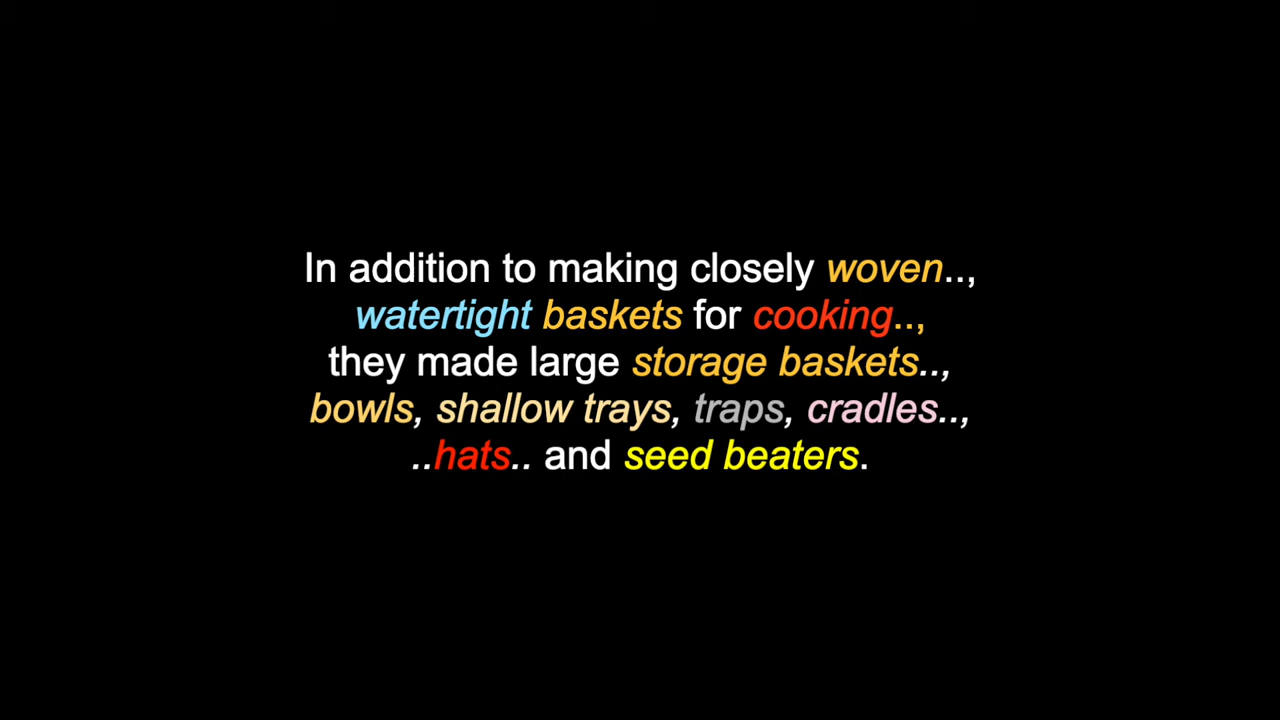 In addition to making closely woven..,
watertight baskets for cooking..,
they made large storage baskets..,
bowls, shallow trays, traps, cradles..,
..hats.. and seed beaters.